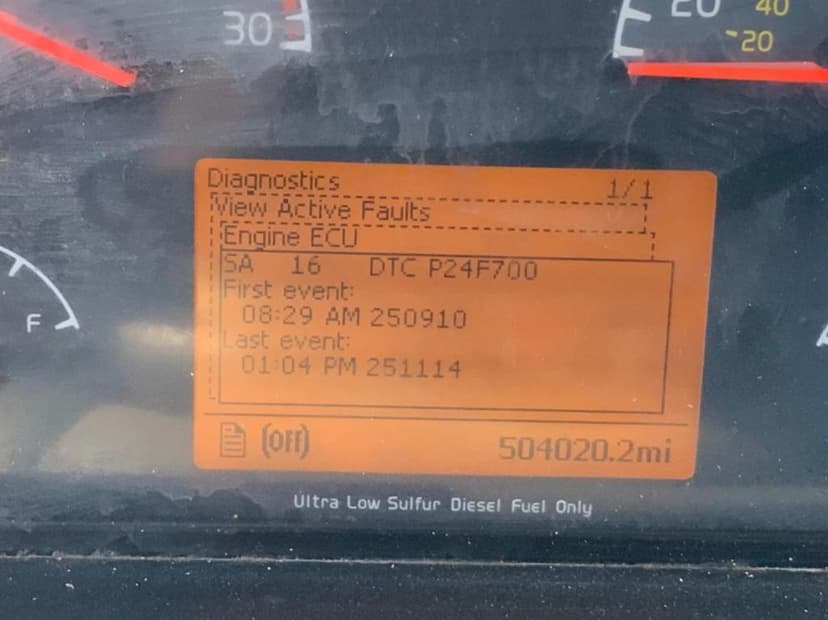 30
20 40
20
Diagnostics 1/1
View Active Faults
Engine ECU
SA 16 DTC P24F700
First event:
08:29 AM 250910
Last event:
01:04 PM 251114
F
(Off) 504020.2mi
Ultra Low Sulfur Diesel Fuel Only